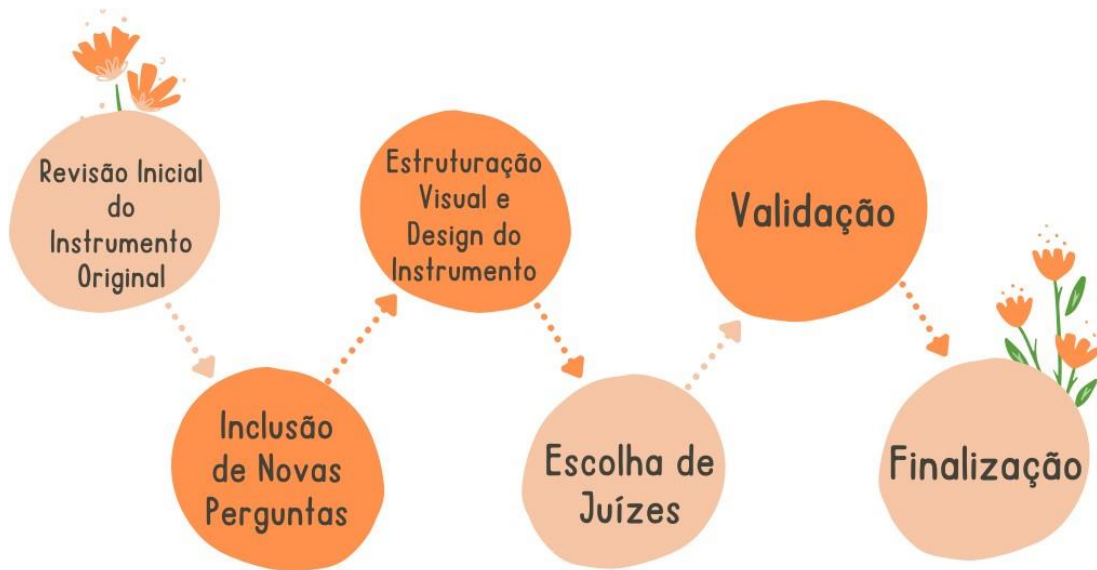 Revisão Inicial
do
Instrumento
Original
Inclusão
de Novas
Perguntas
Estruturação
Visual e
Design do
Instrumento
Escolha de
Juízes
Validação
Finalização